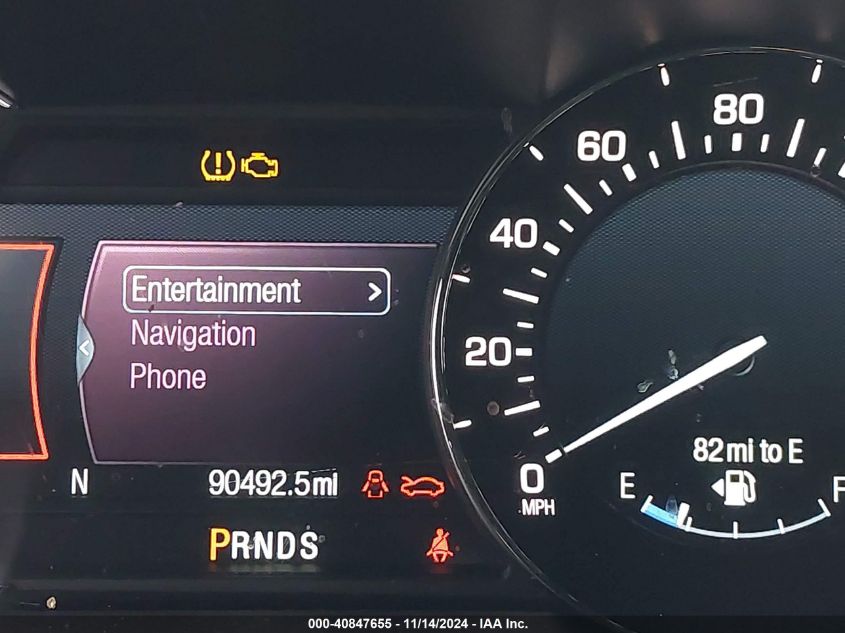 80
60
40
20
0
MPH
Entertainment >
Navigation
Phone
82 mi to E
E F
N 90492.5mi
PRNDS
000-40847655 - 11/14/2024 - IAA Inc.